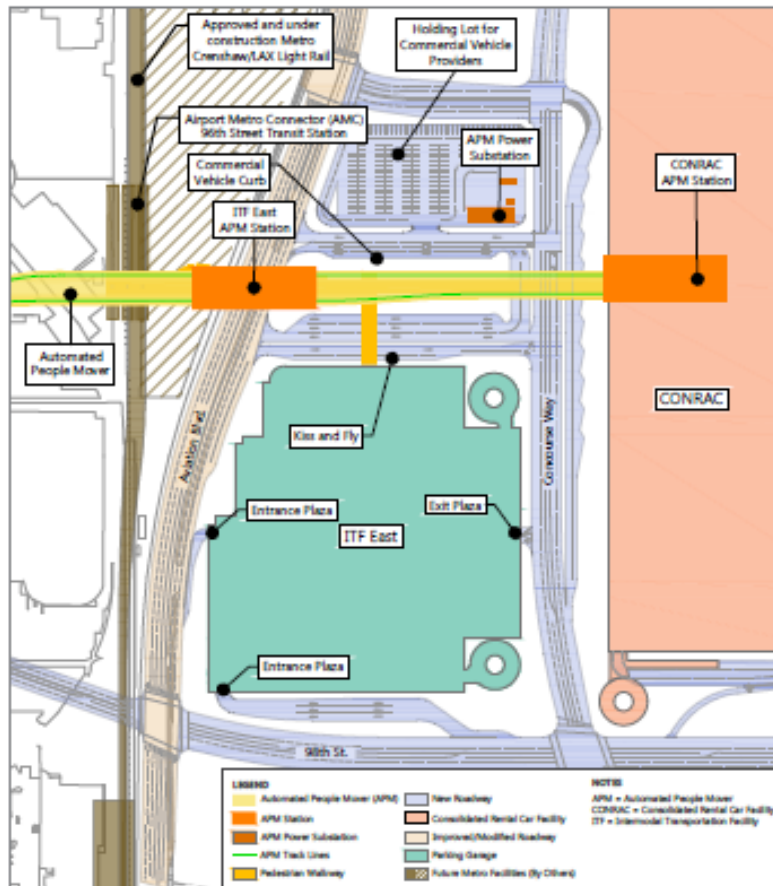 Approved and under
construction Metro
Crenshaw/LAX Light Rail
Holding Lot for
Commercial Vehicle
Providers
Airport Metro Connector (AMC)
96th Street Transit Station
APM Power
Substation
Commercial
Vehicle Curb
CONRAC
APM Station
ITF East
APM Station
Automated
People Mover
CONRAC
Aviation Blvd
Kiss and Fly
Concourse Way
Entrance Plaza
Exit Plaza
ITF East
Entrance Plaza
98th St.
LEGEND
Automated People Mover (APM)
APM Station
APM Power Substation
APM Track Lines
Pedestrian Walkway
New Roadway
Consolidated Rental Car Facility
Improved/Modified Roadway
Parking Garage
Future Metro Facilities (By Others)
NOTES
APM = Automated People Mover
CONRAC = Consolidated Rental Car Facility
ITF = Intermodal Transportation Facility